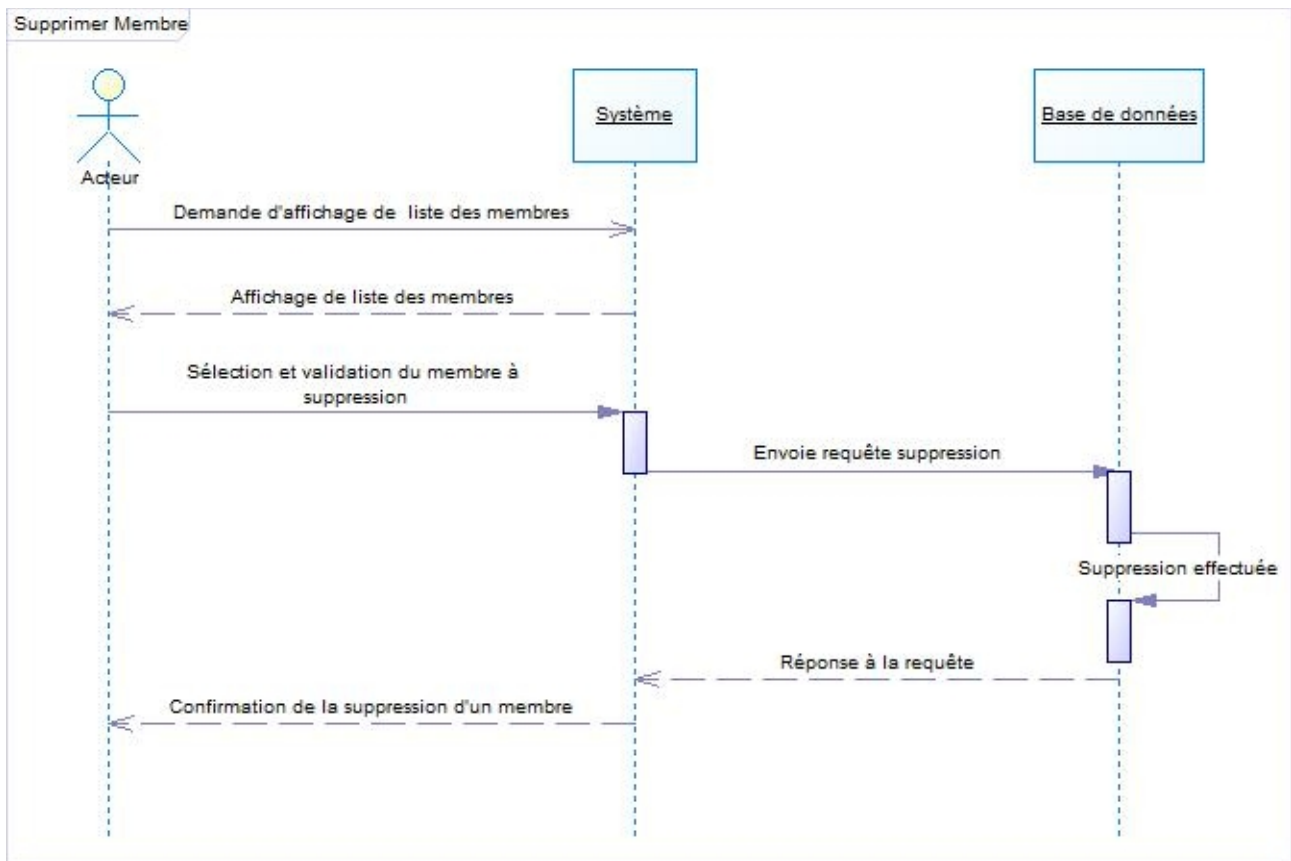 Supprimer Membre
Système
Base de données
Acteur
Demande d'affichage de liste des membres
Affichage de liste des membres
Sélection et validation du membre à
suppression
Envoie requête suppression
Suppression effectuée
Réponse à la requête
Confirmation de la suppression d'un membre